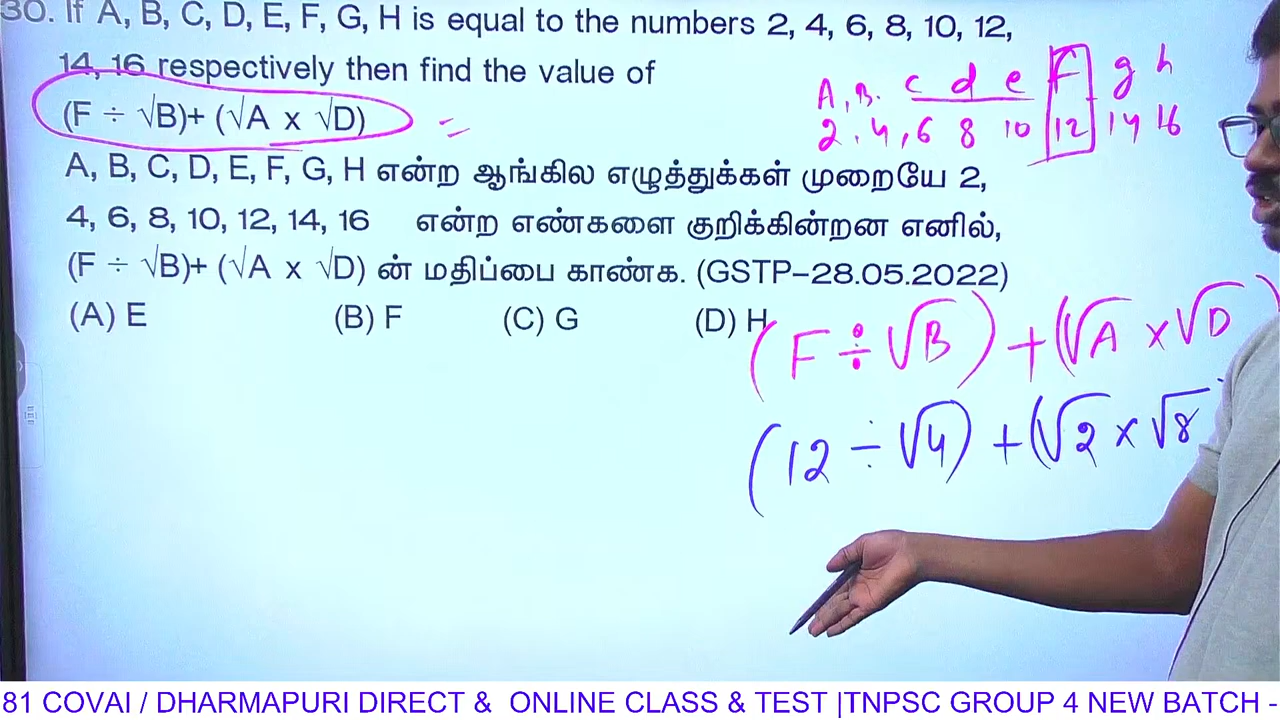 30. If A, B, C, D, E, F, G, H is equal to the numbers 2, 4, 6, 8, 10, 12,
14, 16 respectively then find the value of
(F ÷ √B)+ (√A x √D) =
A, B. c d e F g h
2, 4, 6 8 10 12 14 16
A, B, C, D, E, F, G, H என்ற ஆங்கில எழுத்துக்கள் முறையே 2,
4, 6, 8, 10, 12, 14, 16 என்ற எண்களை குறிக்கின்றன எனில்,
(F ÷ √B)+ (√A x √D) ன் மதிப்பை காண்க. (GSTP-28.05.2022)
(A) E (B) F (C) G (D) H
(F ÷ √B) + (√A × √D)
(12 ÷ √4) + (√2 × √8
81 COVAI / DHARMAPURI DIRECT & ONLINE CLASS & TEST |TNPSC GROUP 4 NEW BATCH -